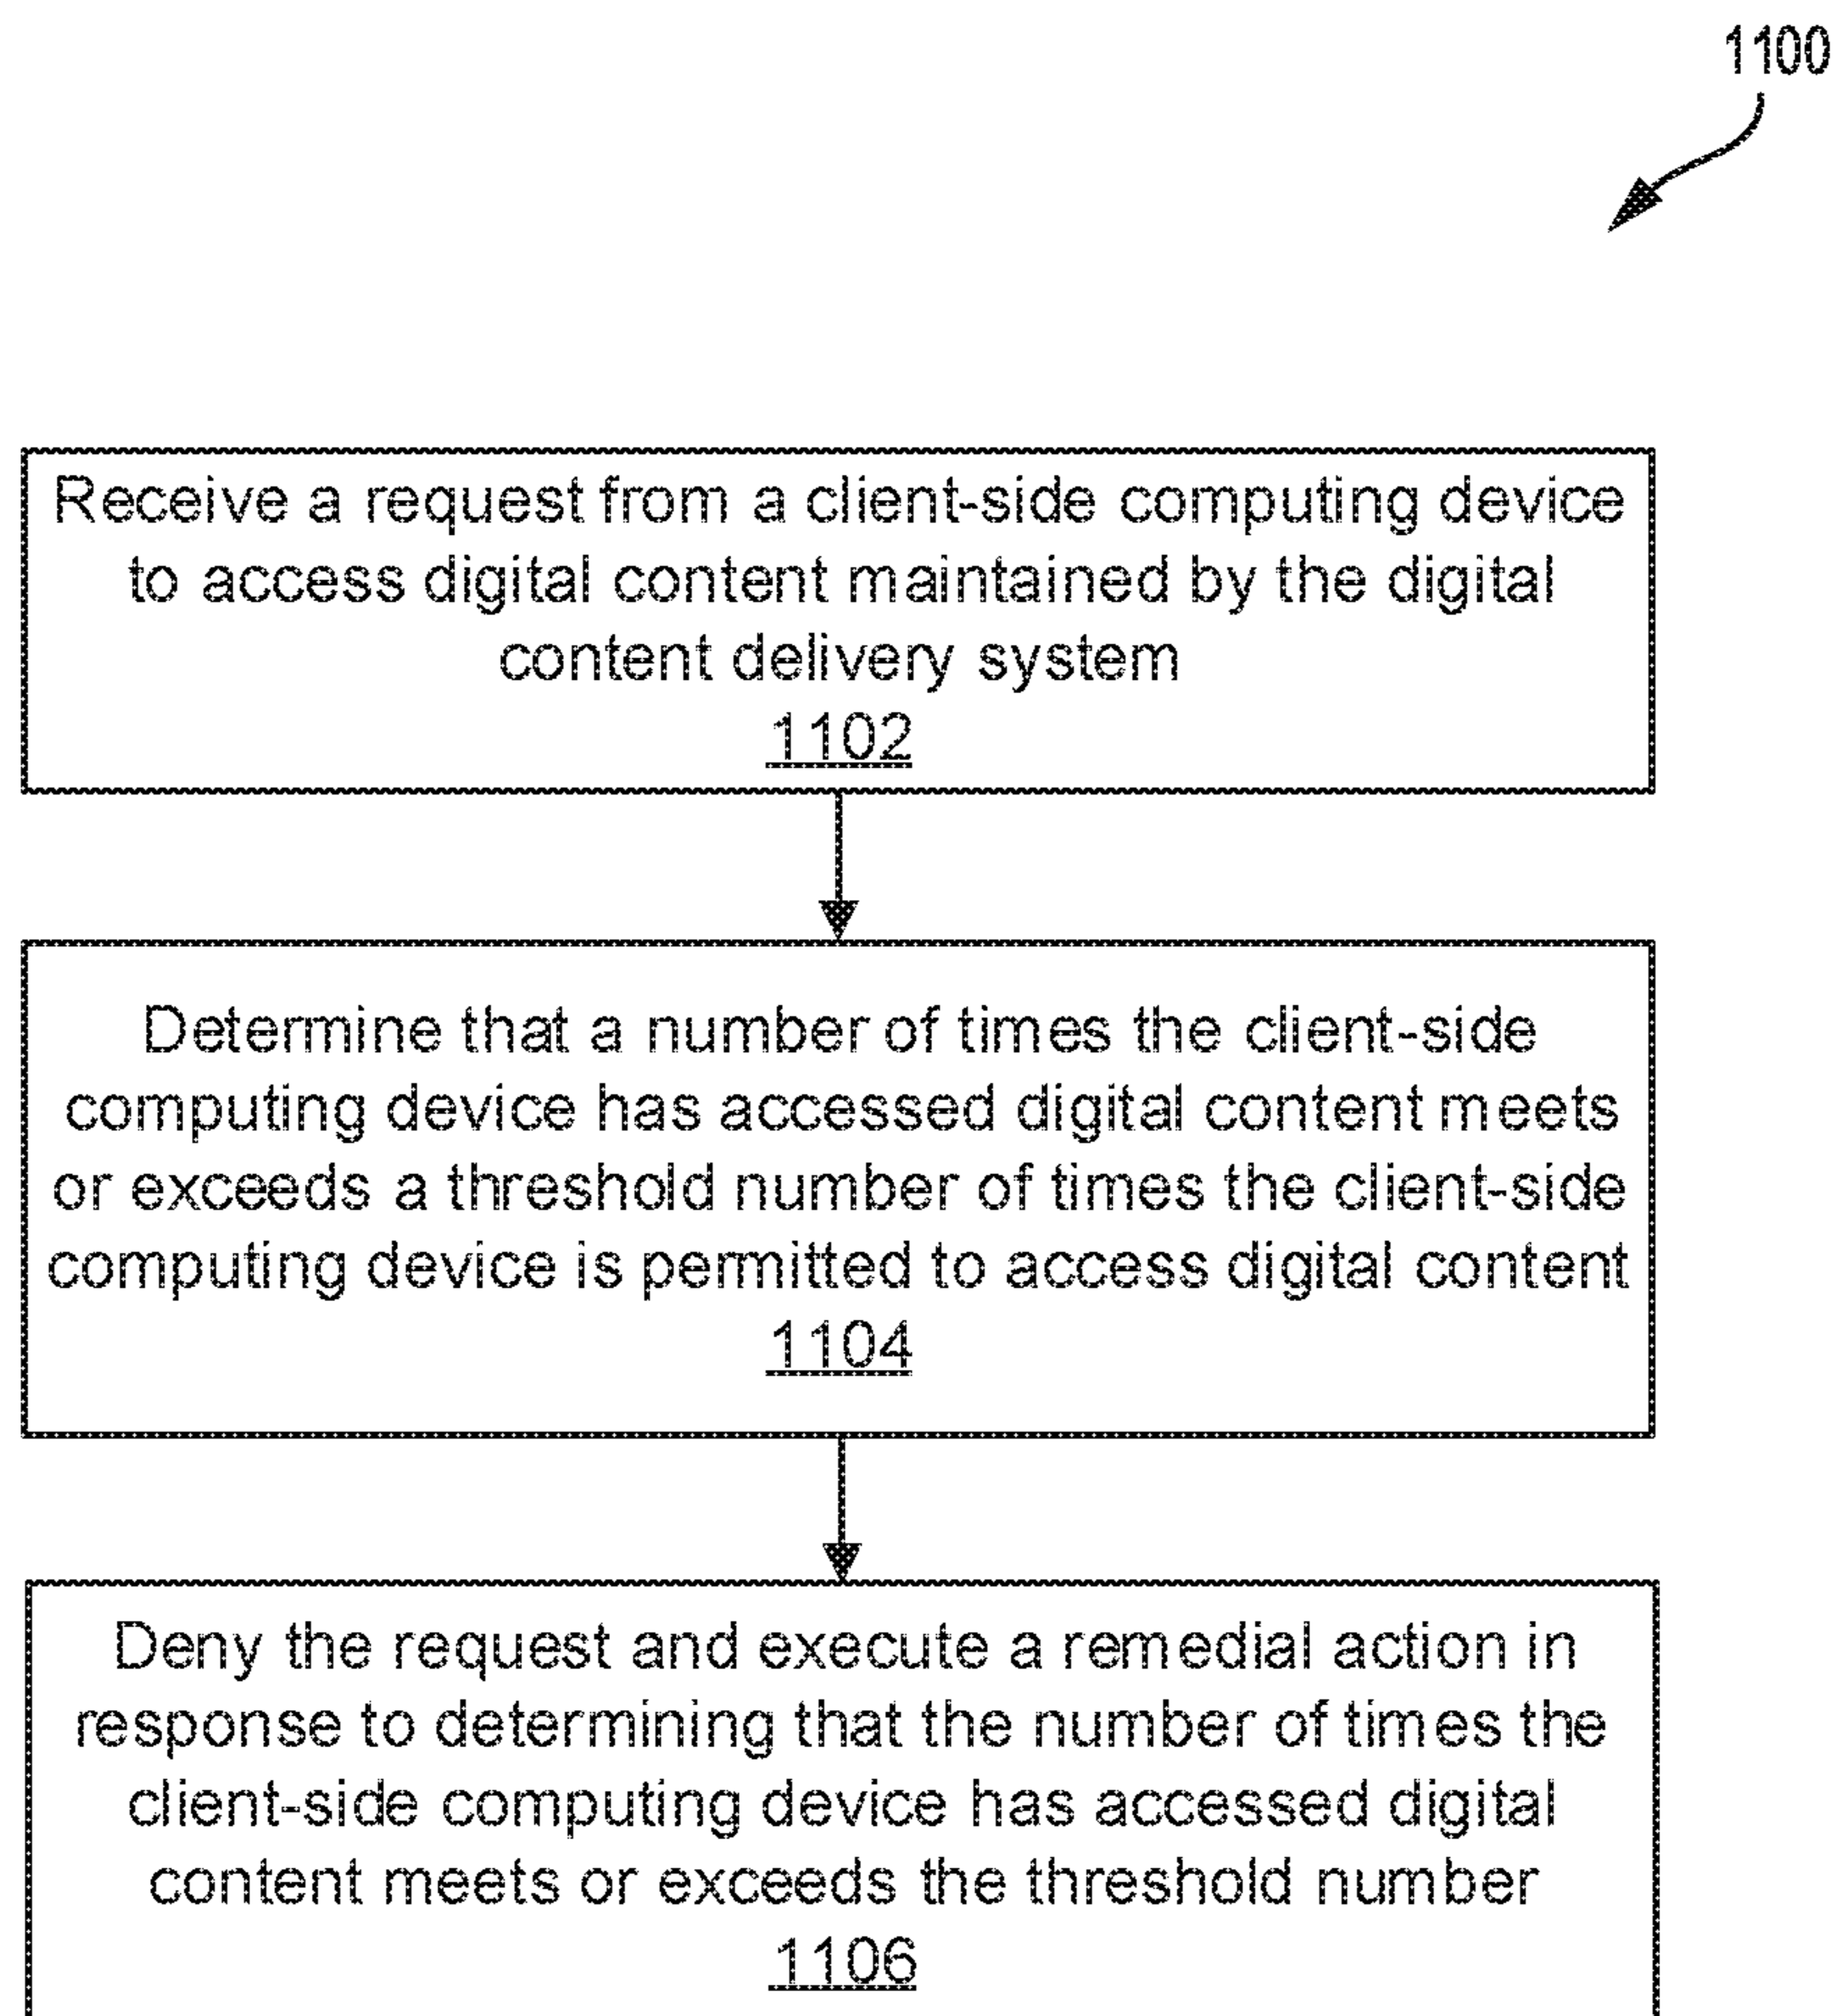 1100
Receive a request from a client-side computing device
to access digital content maintained by the digital
content delivery system
1102
Determine that a number of times the client-side
computing device has accessed digital content meets
or exceeds a threshold number of times the client-side
computing device is permitted to access digital content
1104
Deny the request and execute a remedial action in
response to determining that the number of times the
client-side computing device has accessed digital
content meets or exceeds the threshold number
1106